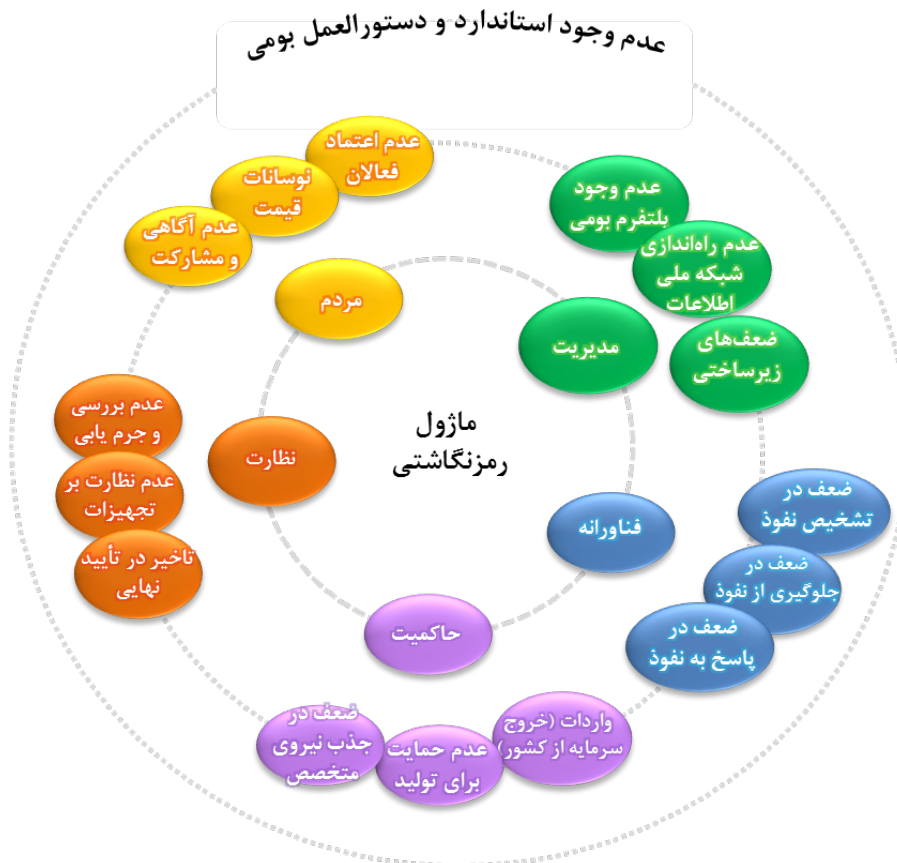 عدم وجود استاندارد و دستورالعمل بومی
عدم اعتماد
فعالان
نوسانات
قیمت
عدم آگاهی
و مشارکت
مردم
عدم وجود
پلتفرم بومی
عدم راه‌اندازی
شبکه ملی
اطلاعات
ضعف‌های
زیرساختی
مدیریت
ماژول
رمزنگاشتی
عدم بررسی
و جرم یابی
عدم نظارت بر
تجهیزات
تاخیر در تأیید
نهایی
نظارت
فناورانه
ضعف در
تشخیص نفوذ
ضعف در
جلوگیری از نفوذ
ضعف در
پاسخ به نفوذ
حاکمیت
واردات (خروج
سرمایه از کشور)
عدم حمایت
برای تولید
ضعف در
جذب نیروی
متخصص